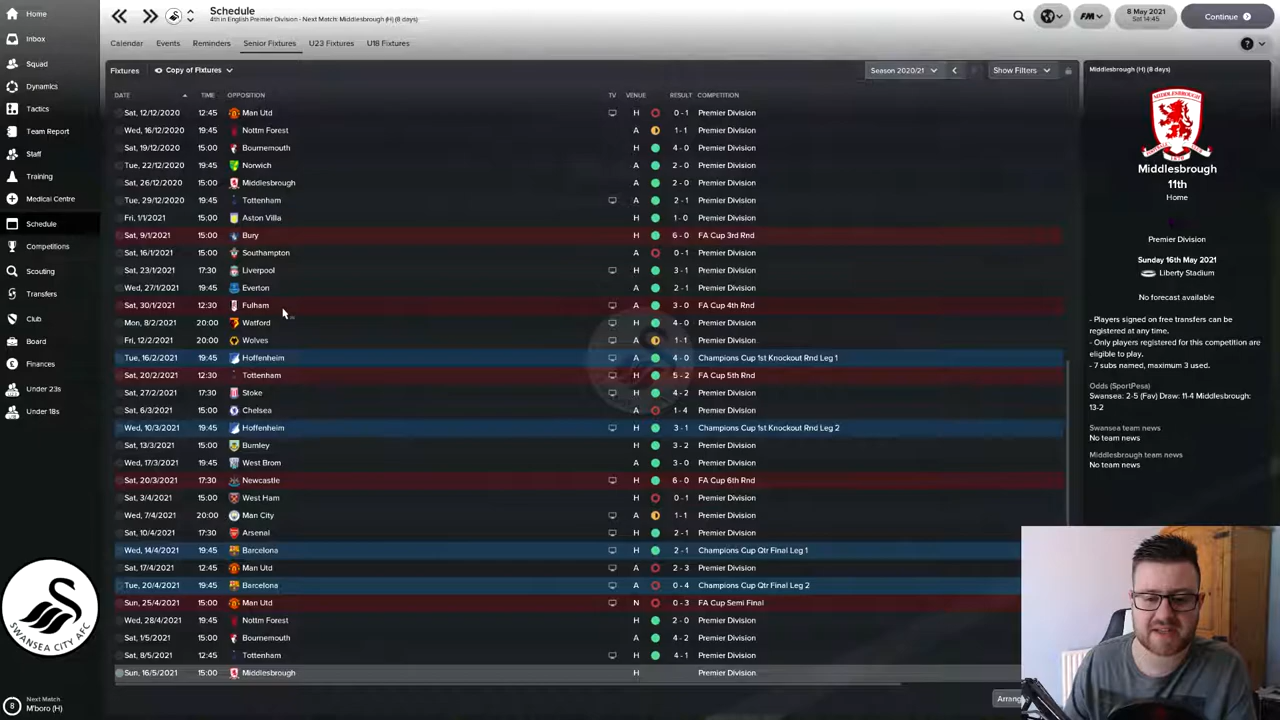 Home
Schedule
4th in English Premier Division - Next Match: Middlesbrough (H) (8 days)
FM
8 May 2021
Sat 14:45
Continue
Inbox
Squad
Dynamics
Tactics
Team Report
Staff
Training
Medical Centre
Schedule
Competitions
Scouting
Transfers
Club
Board
Finances
Under 23s
Under 18s
SWANSEA CITY AFC
8
Next Match
M'boro (H)
Calendar Events Reminders Senior Fixtures U23 Fixtures U18 Fixtures
?
Fixtures Copy of Fixtures Season 2020/21 Show Filters
DATE TIME OPPOSITION TV VENUE RESULT COMPETITION
Sat, 12/12/2020 12:45 Man Utd H 0 - 1 Premier Division
Wed, 16/12/2020 19:45 Nottm Forest A 1 - 1 Premier Division
Sat, 19/12/2020 15:00 Bournemouth H 4 - 0 Premier Division
Tue, 22/12/2020 19:45 Norwich A 2 - 0 Premier Division
Sat, 26/12/2020 15:00 Middlesbrough A 2 - 0 Premier Division
Tue, 29/12/2020 19:45 Tottenham A 2 - 1 Premier Division
Fri, 1/1/2021 15:00 Aston Villa H 1 - 0 Premier Division
Sat, 9/1/2021 15:00 Bury H 6 - 0 FA Cup 3rd Rnd
Sat, 16/1/2021 15:00 Southampton A 0 - 1 Premier Division
Sat, 23/1/2021 17:30 Liverpool H 3 - 1 Premier Division
Wed, 27/1/2021 19:45 Everton A 2 - 1 Premier Division
Sat, 30/1/2021 12:30 Fulham A 3 - 0 FA Cup 4th Rnd
Mon, 8/2/2021 20:00 Watford H 4 - 0 Premier Division
Fri, 12/2/2021 20:00 Wolves A 1 - 1 Premier Division
Tue, 16/2/2021 19:45 Hoffenheim A 4 - 0 Champions Cup 1st Knockout Rnd Leg 1
Sat, 20/2/2021 12:30 Tottenham H 5 - 2 FA Cup 5th Rnd
Sat, 27/2/2021 17:30 Stoke H 4 - 2 Premier Division
Sat, 6/3/2021 15:00 Chelsea A 1 - 4 Premier Division
Wed, 10/3/2021 19:45 Hoffenheim H 3 - 1 Champions Cup 1st Knockout Rnd Leg 2
Sat, 13/3/2021 15:00 Burnley H 3 - 2 Premier Division
Wed, 17/3/2021 19:45 West Brom A 3 - 0 Premier Division
Sat, 20/3/2021 17:30 Newcastle H 6 - 0 FA Cup 6th Rnd
Sat, 3/4/2021 15:00 West Ham H 0 - 1 Premier Division
Wed, 7/4/2021 20:00 Man City A 1 - 1 Premier Division
Sat, 10/4/2021 17:30 Arsenal H 2 - 1 Premier Division
Wed, 14/4/2021 19:45 Barcelona H 2 - 1 Champions Cup Qtr Final Leg 1
Sat, 17/4/2021 12:45 Man Utd A 2 - 3 Premier Division
Tue, 20/4/2021 19:45 Barcelona A 0 - 4 Champions Cup Qtr Final Leg 2
Sun, 25/4/2021 15:00 Man Utd N 0 - 3 FA Cup Semi Final
Wed, 28/4/2021 19:45 Nottm Forest H 2 - 0 Premier Division
Sat, 1/5/2021 15:00 Bournemouth A 4 - 2 Premier Division
Sat, 8/5/2021 12:45 Tottenham H 4 - 1 Premier Division
Sun, 16/5/2021 15:00 Middlesbrough H Premier Division
Middlesbrough (H) (8 days)
MIDDLESBROUGH
Middlesbrough
11th
Home
Premier Division
Sunday 16th May 2021
Liberty Stadium
No forecast available
- Players signed on free transfers can be
registered at any time.
- Only players registered for this competition are
eligible to play.
- 7 subs named, maximum 3 used.
Odds (SportPesa)
Swansea: 2-5 (Fav) Draw: 11-4 Middlesbrough:
13-2
Swansea team news
No team news
Middlesbrough team news
No team news